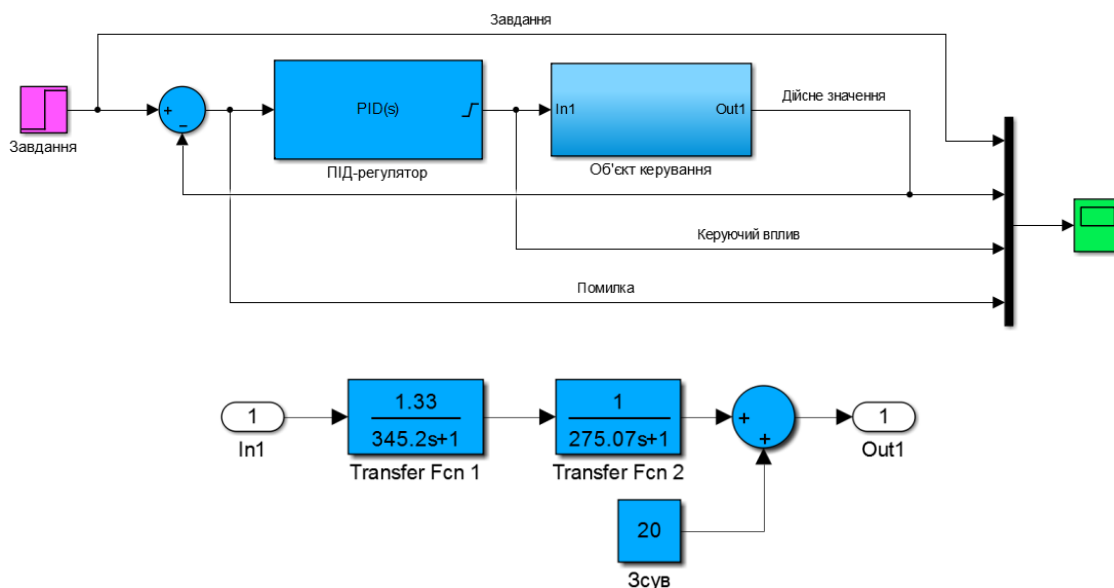 Завдання
+
−
PID(s)
In1
Out1
Дійсне значення
Завдання
ПІД-регулятор
Об'єкт керування
Керуючий вплив
Помилка
1
In1
1.33
345.2s+1
Transfer Fcn 1
1
275.07s+1
Transfer Fcn 2
+
+
1
Out1
20
Зсув